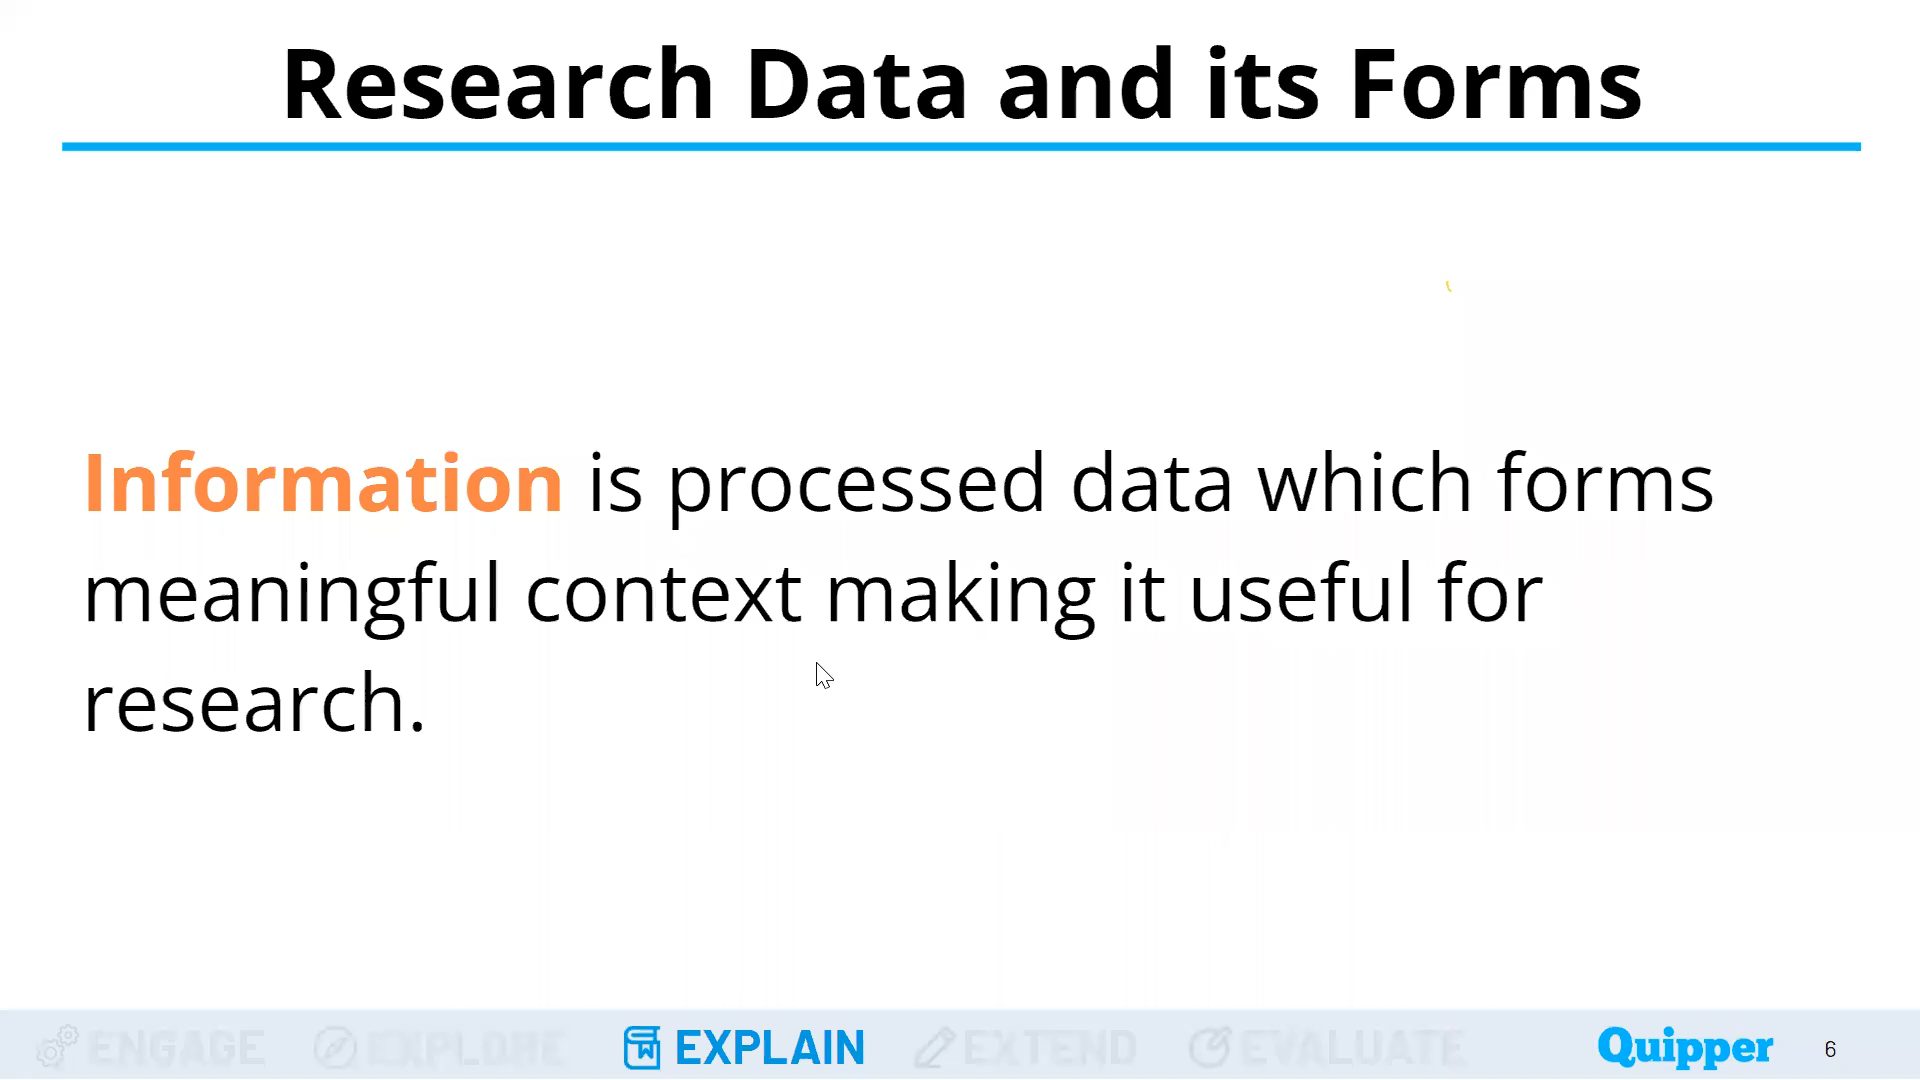 Research Data and its Forms
Information is processed data which forms
meaningful context making it useful for
research.
ENGAGE EXPLORE EXPLAIN EXTEND EVALUATE Quipper 6